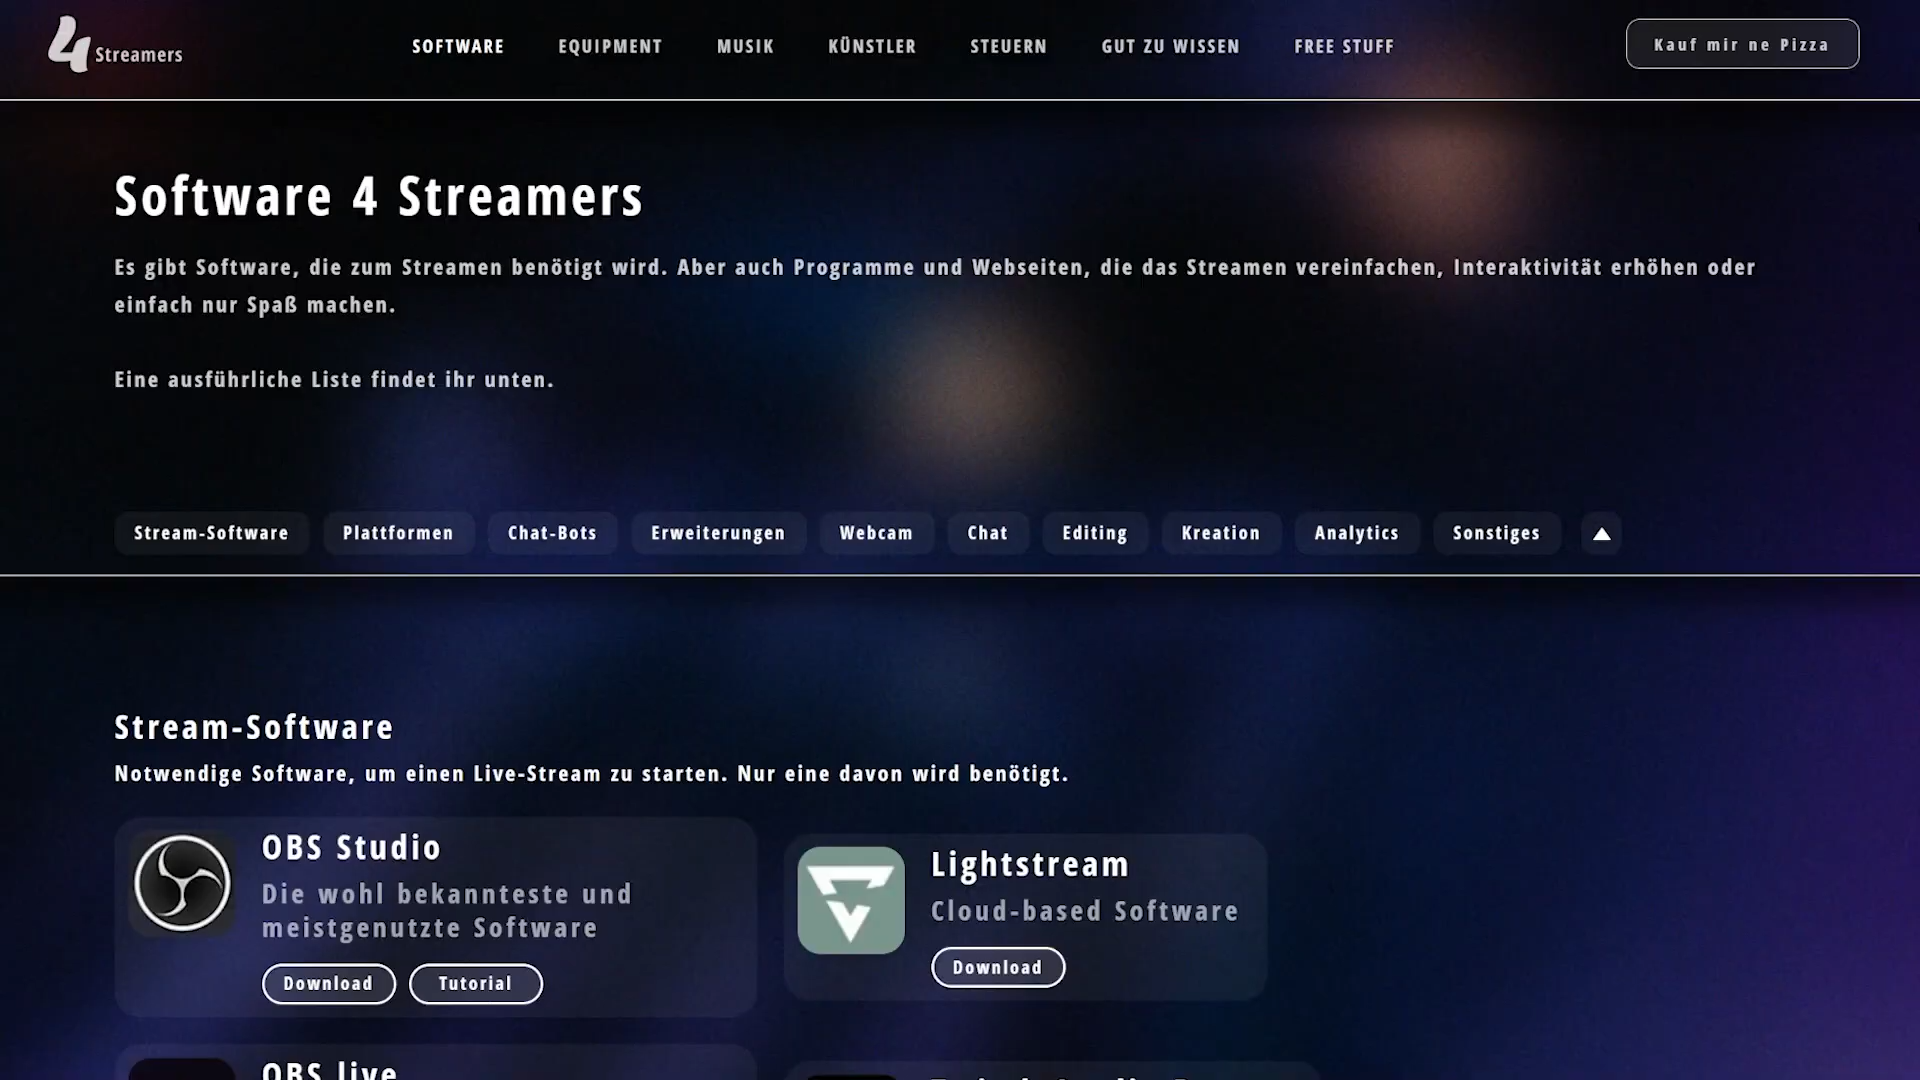 4 Streamers
SOFTWARE
EQUIPMENT
MUSIK
KÜNSTLER
STEUERN
GUT ZU WISSEN
FREE STUFF
Kauf mir ne Pizza
Software 4 Streamers
Es gibt Software, die zum Streamen benötigt wird. Aber auch Programme und Webseiten, die das Streamen vereinfachen, Interaktivität erhöhen oder
einfach nur Spaß machen.
Eine ausführliche Liste findet ihr unten.
Stream-Software
Plattformen
Chat-Bots
Erweiterungen
Webcam
Chat
Editing
Kreation
Analytics
Sonstiges
Stream-Software
Notwendige Software, um einen Live-Stream zu starten. Nur eine davon wird benötigt.
OBS Studio
Die wohl bekannteste und
meistgenutzte Software
Download
Tutorial
Lightstream
Cloud-based Software
Download
OBS live